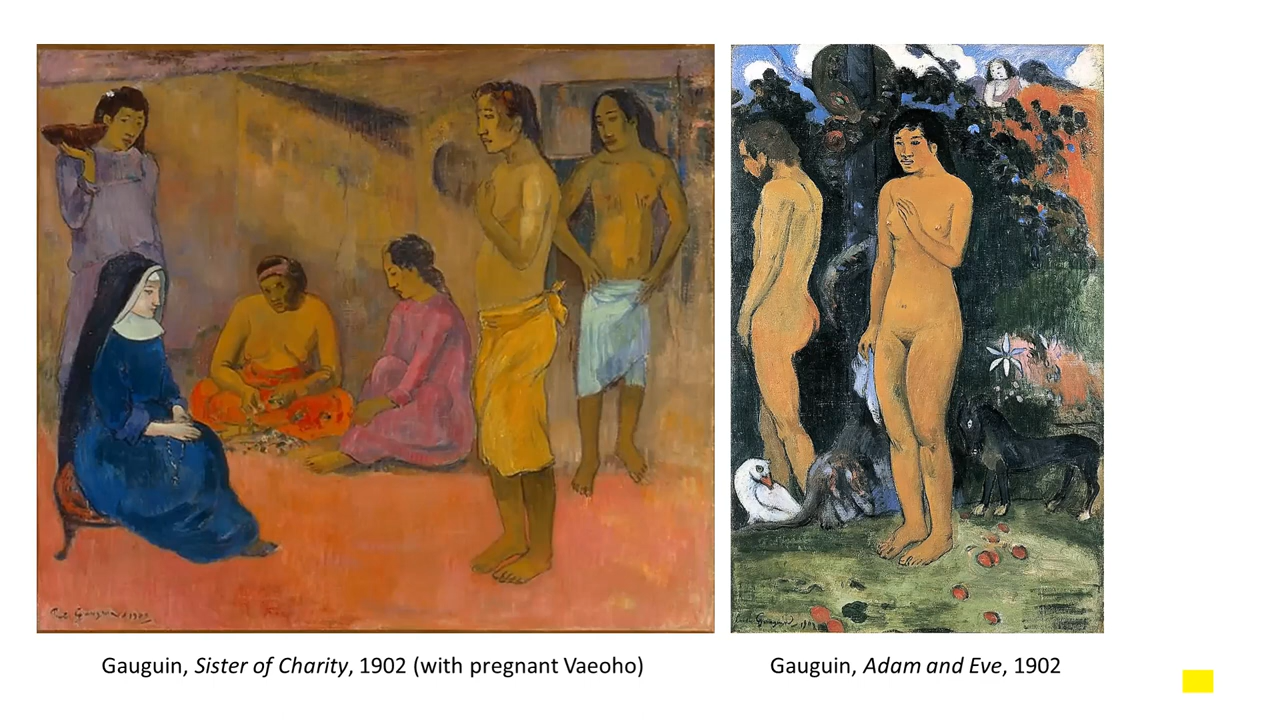 Gauguin, Sister of Charity, 1902 (with pregnant Vaeoho)
Gauguin, Adam and Eve, 1902